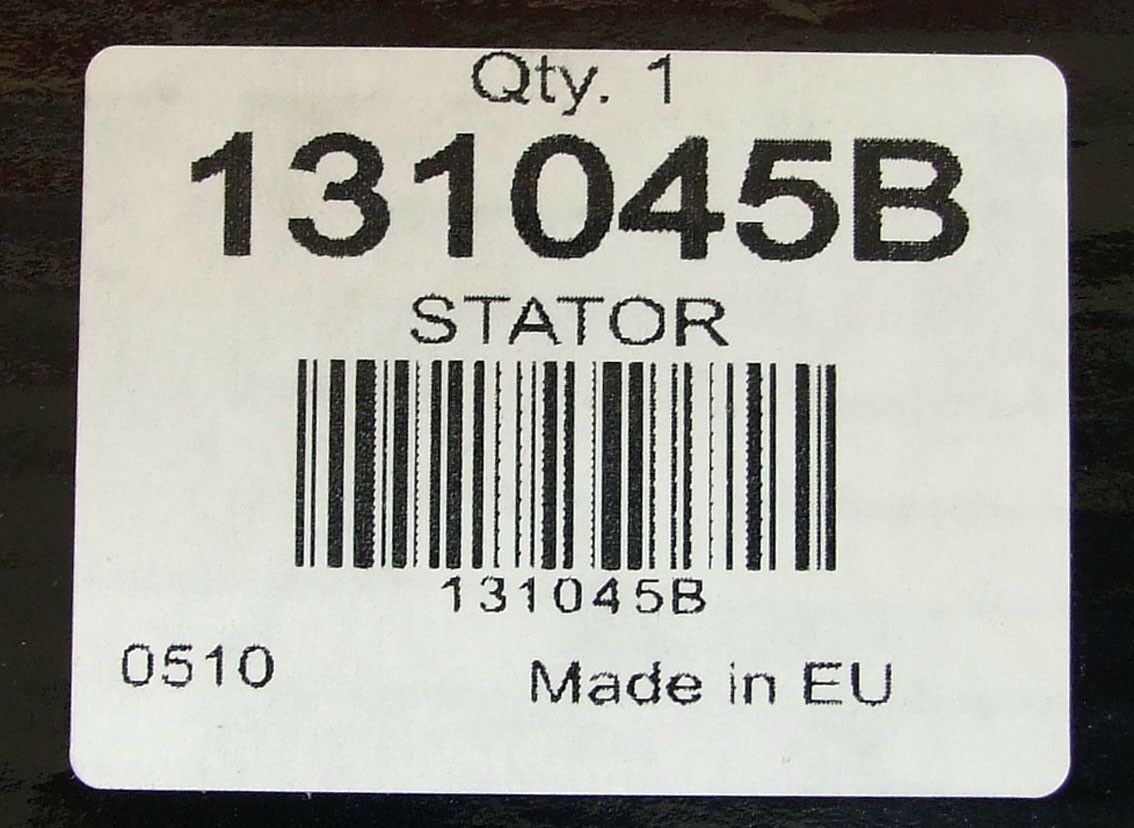 Qty. 1
131045B
STATOR
131045B
0510
Made in EU